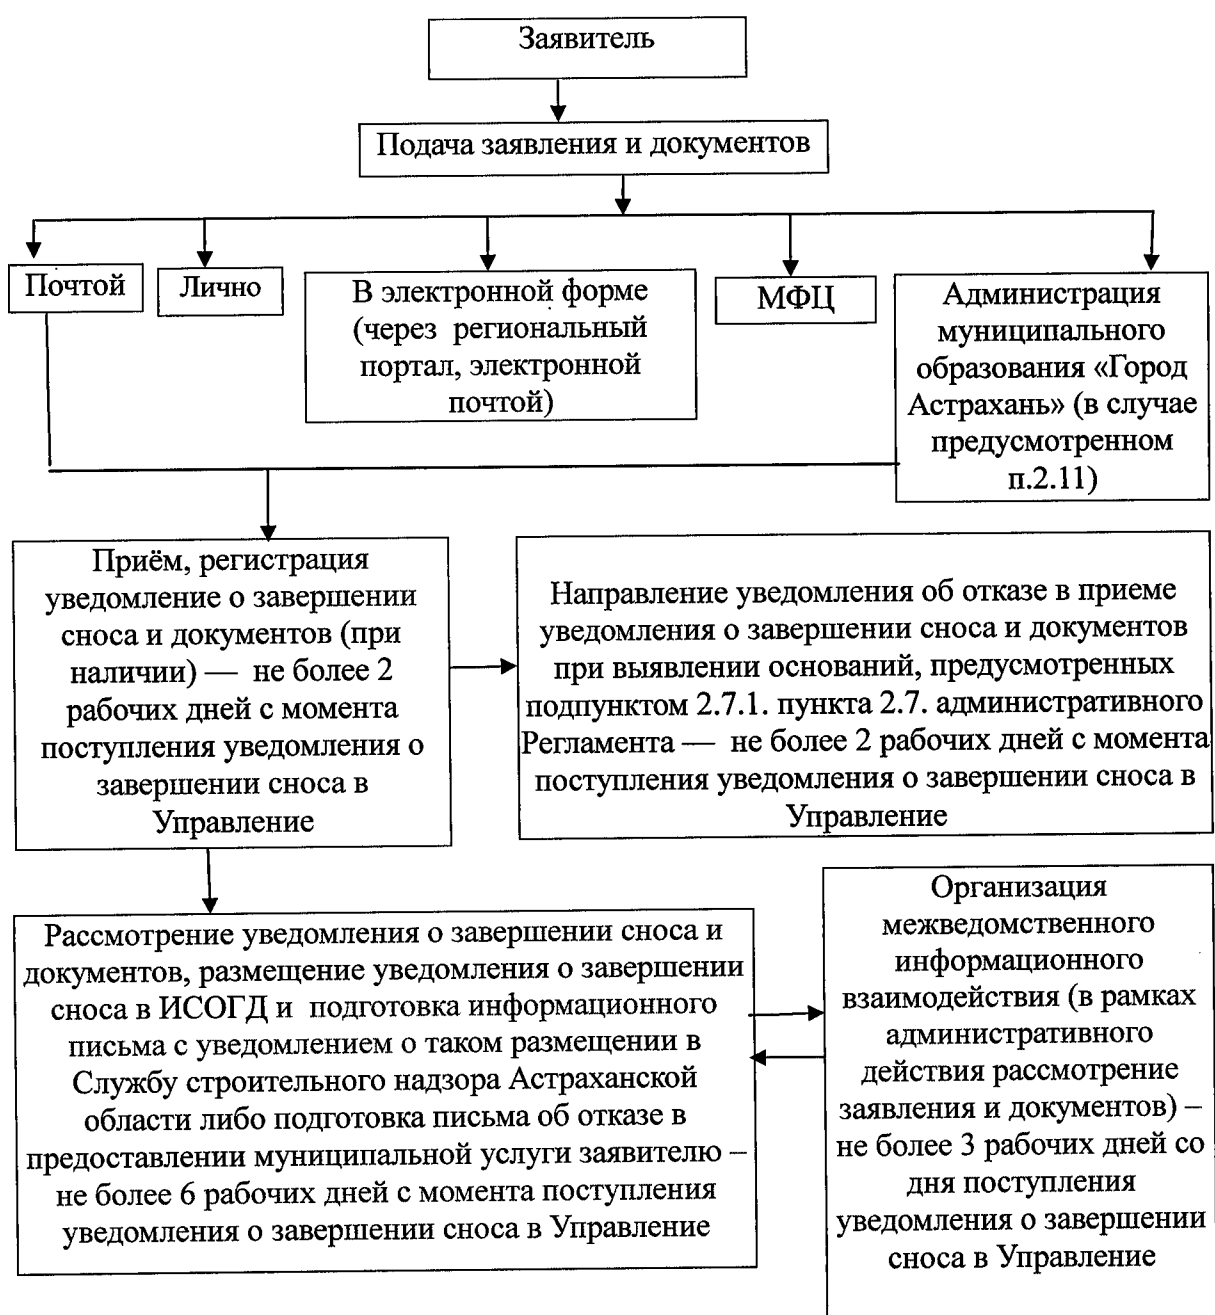 Заявитель
Подача заявления и документов
Почтой
Лично
В электронной форме
(через региональный
портал, электронной
почтой)
МФЦ
Администрация
муниципального
образования «Город
Астрахань» (в случае
предусмотренном
п.2.11)
Приём, регистрация
уведомление о завершении
сноса и документов (при
наличии) — не более 2
рабочих дней с момента
поступления уведомления о
завершении сноса в
Управление
Направление уведомления об отказе в приеме
уведомления о завершении сноса и документов
при выявлении оснований, предусмотренных
подпунктом 2.7.1. пункта 2.7. административного
Регламента — не более 2 рабочих дней с момента
поступления уведомления о завершении сноса в
Управление
Рассмотрение уведомления о завершении сноса и
документов, размещение уведомления о завершении
сноса в ИСОГД и подготовка информационного
письма с уведомлением о таком размещении в
Службу строительного надзора Астраханской
области либо подготовка письма об отказе в
предоставлении муниципальной услуги заявителю –
не более 6 рабочих дней с момента поступления
уведомления о завершении сноса в Управление
Организация
межведомственного
информационного
взаимодействия (в рамках
административного
действия рассмотрение
заявления и документов) –
не более 3 рабочих дней со
дня поступления
уведомления о завершении
сноса в Управление